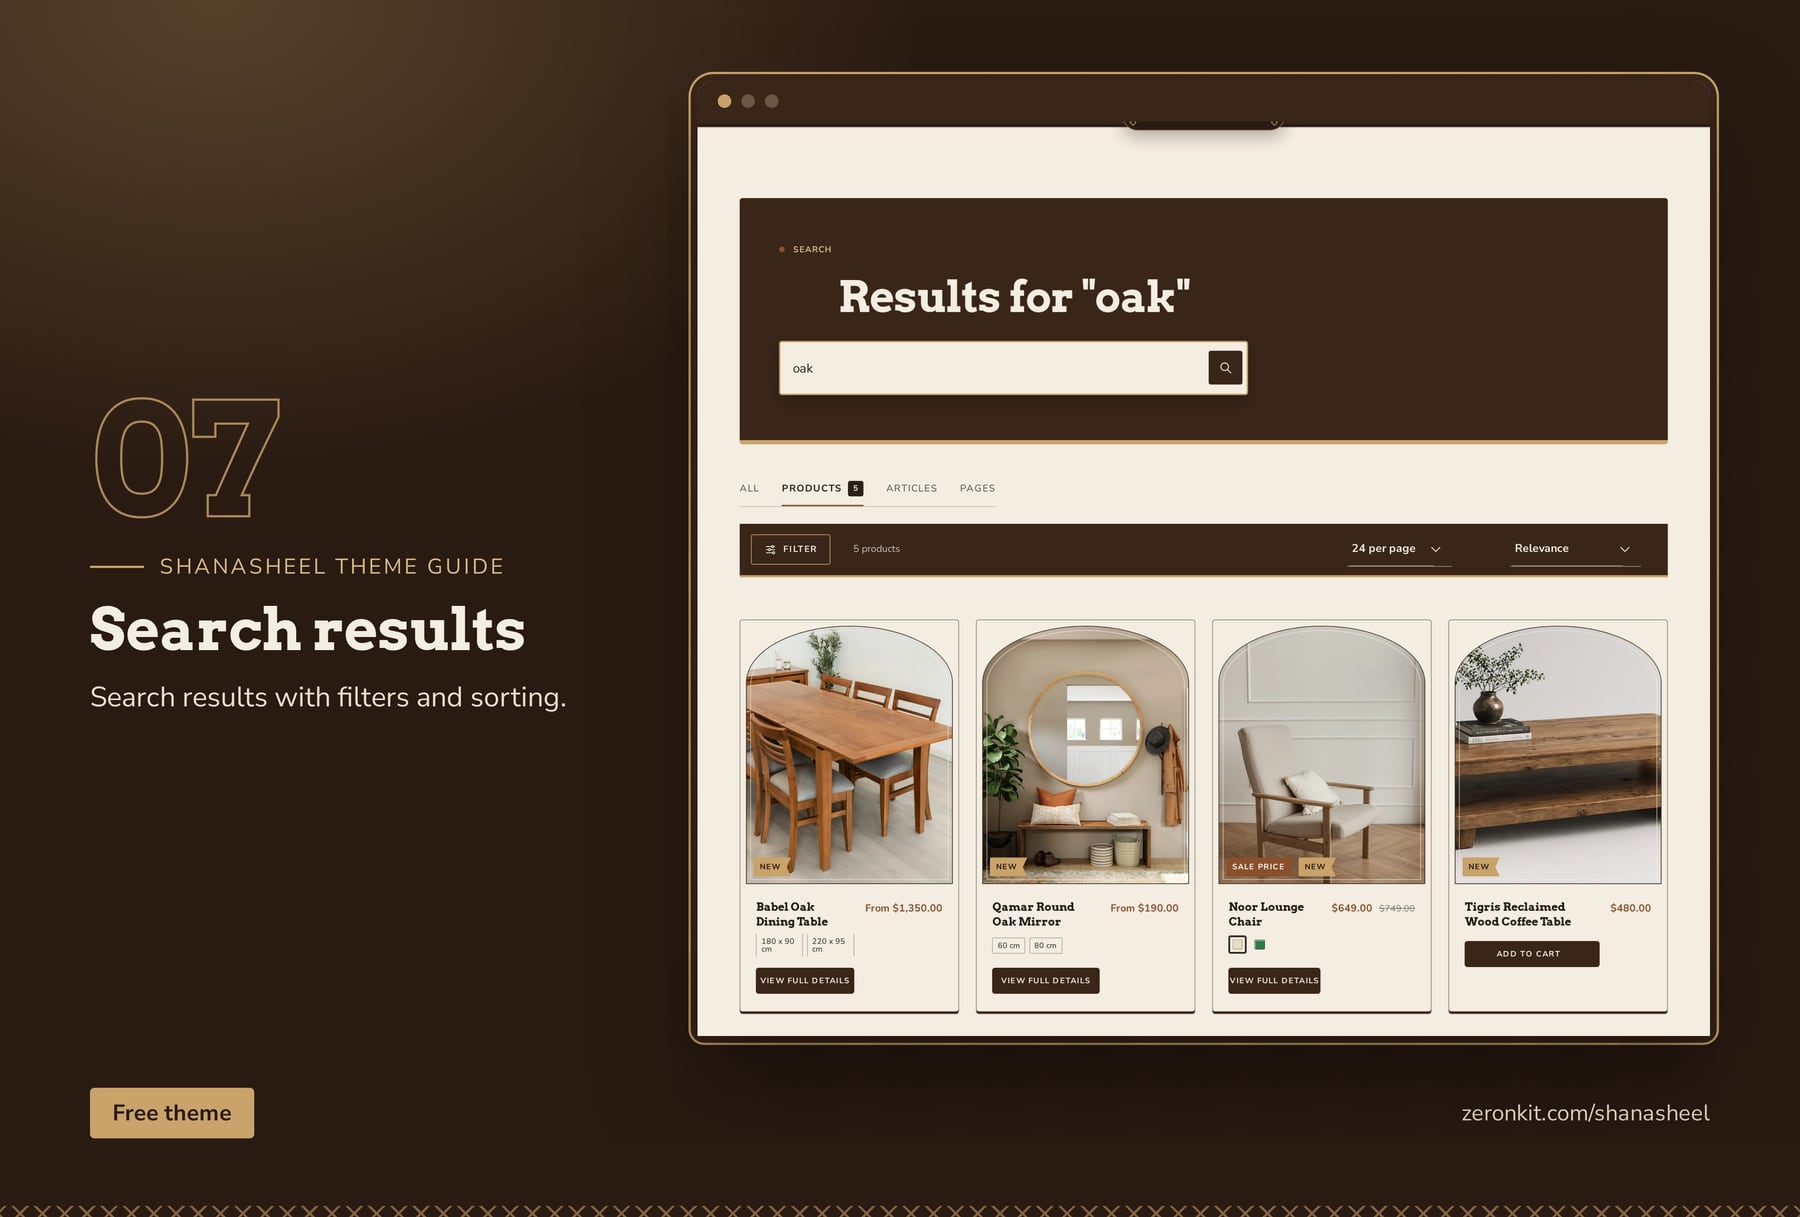 07
SHANASHEEL THEME GUIDE
Search results
Search results with filters and sorting.
Free theme
SEARCH
Results for "oak"
oak
ALL PRODUCTS 5 ARTICLES PAGES
FILTER 5 products 24 per page Relevance
NEW
Babel Oak
Dining Table
From $1,350.00
180 x 90
cm
220 x 95
cm
VIEW FULL DETAILS
NEW
Qamar Round
Oak Mirror
From $190.00
60 cm 80 cm
VIEW FULL DETAILS
SALE PRICE NEW
Noor Lounge
Chair
$649.00 $749.00
VIEW FULL DETAILS
NEW
Tigris Reclaimed
Wood Coffee Table
$480.00
ADD TO CART
zeronkit.com/shanasheel